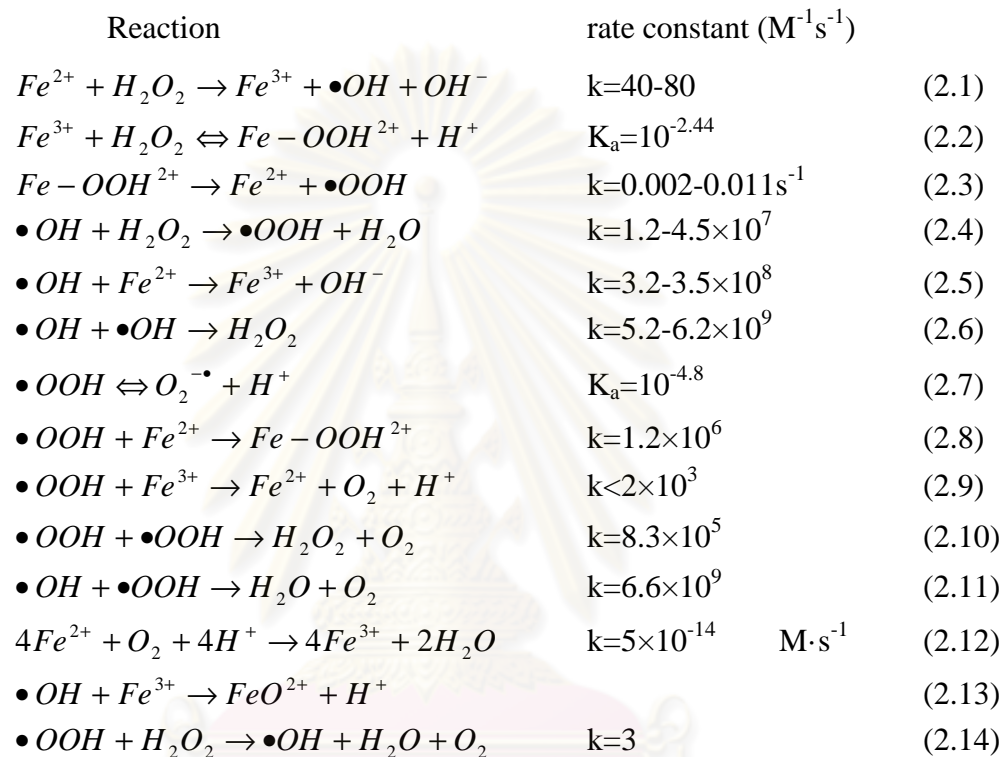 Reaction rate constant (M⁻¹s⁻¹)
Fe²⁺ + H₂O₂ → Fe³⁺ + •OH + OH⁻ k=40-80 (2.1)
Fe³⁺ + H₂O₂ ⇔ Fe − OOH²⁺ + H⁺ Kₐ=10⁻²·⁴⁴ (2.2)
Fe − OOH²⁺ → Fe²⁺ + •OOH k=0.002-0.011s⁻¹ (2.3)
• OH + H₂O₂ → •OOH + H₂O k=1.2-4.5×10⁷ (2.4)
• OH + Fe²⁺ → Fe³⁺ + OH⁻ k=3.2-3.5×10⁸ (2.5)
• OH + •OH → H₂O₂ k=5.2-6.2×10⁹ (2.6)
• OOH ⇔ O₂⁻• + H⁺ Kₐ=10⁻⁴·⁸ (2.7)
• OOH + Fe²⁺ → Fe − OOH²⁺ k=1.2×10⁶ (2.8)
• OOH + Fe³⁺ → Fe²⁺ + O₂ + H⁺ k<2×10³ (2.9)
• OOH + •OOH → H₂O₂ + O₂ k=8.3×10⁵ (2.10)
• OH + •OOH → H₂O + O₂ k=6.6×10⁹ (2.11)
4Fe²⁺ + O₂ + 4H⁺ → 4Fe³⁺ + 2H₂O k=5×10⁻¹⁴ M·s⁻¹ (2.12)
• OH + Fe³⁺ → FeO²⁺ + H⁺ (2.13)
• OOH + H₂O₂ → •OH + H₂O + O₂ k=3 (2.14)